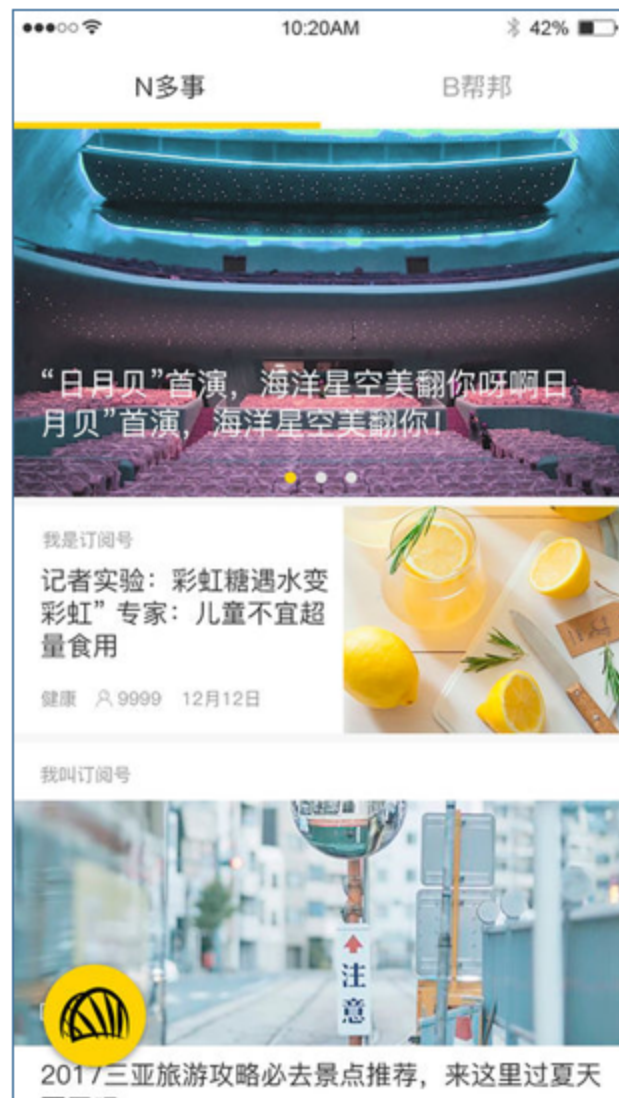 10:20AM
42%
N多事
B帮邦
“日月贝”首演，海洋星空美翻你呀啊日
月贝”首演，海洋星空美翻你！
我是订阅号
记者实验：彩虹糖遇水变
彩虹” 专家：儿童不宜超
量食用
健康 9999 12月12日
我叫订阅号
注
意
2017三亚旅游攻略必去景点推荐，来这里过夏天